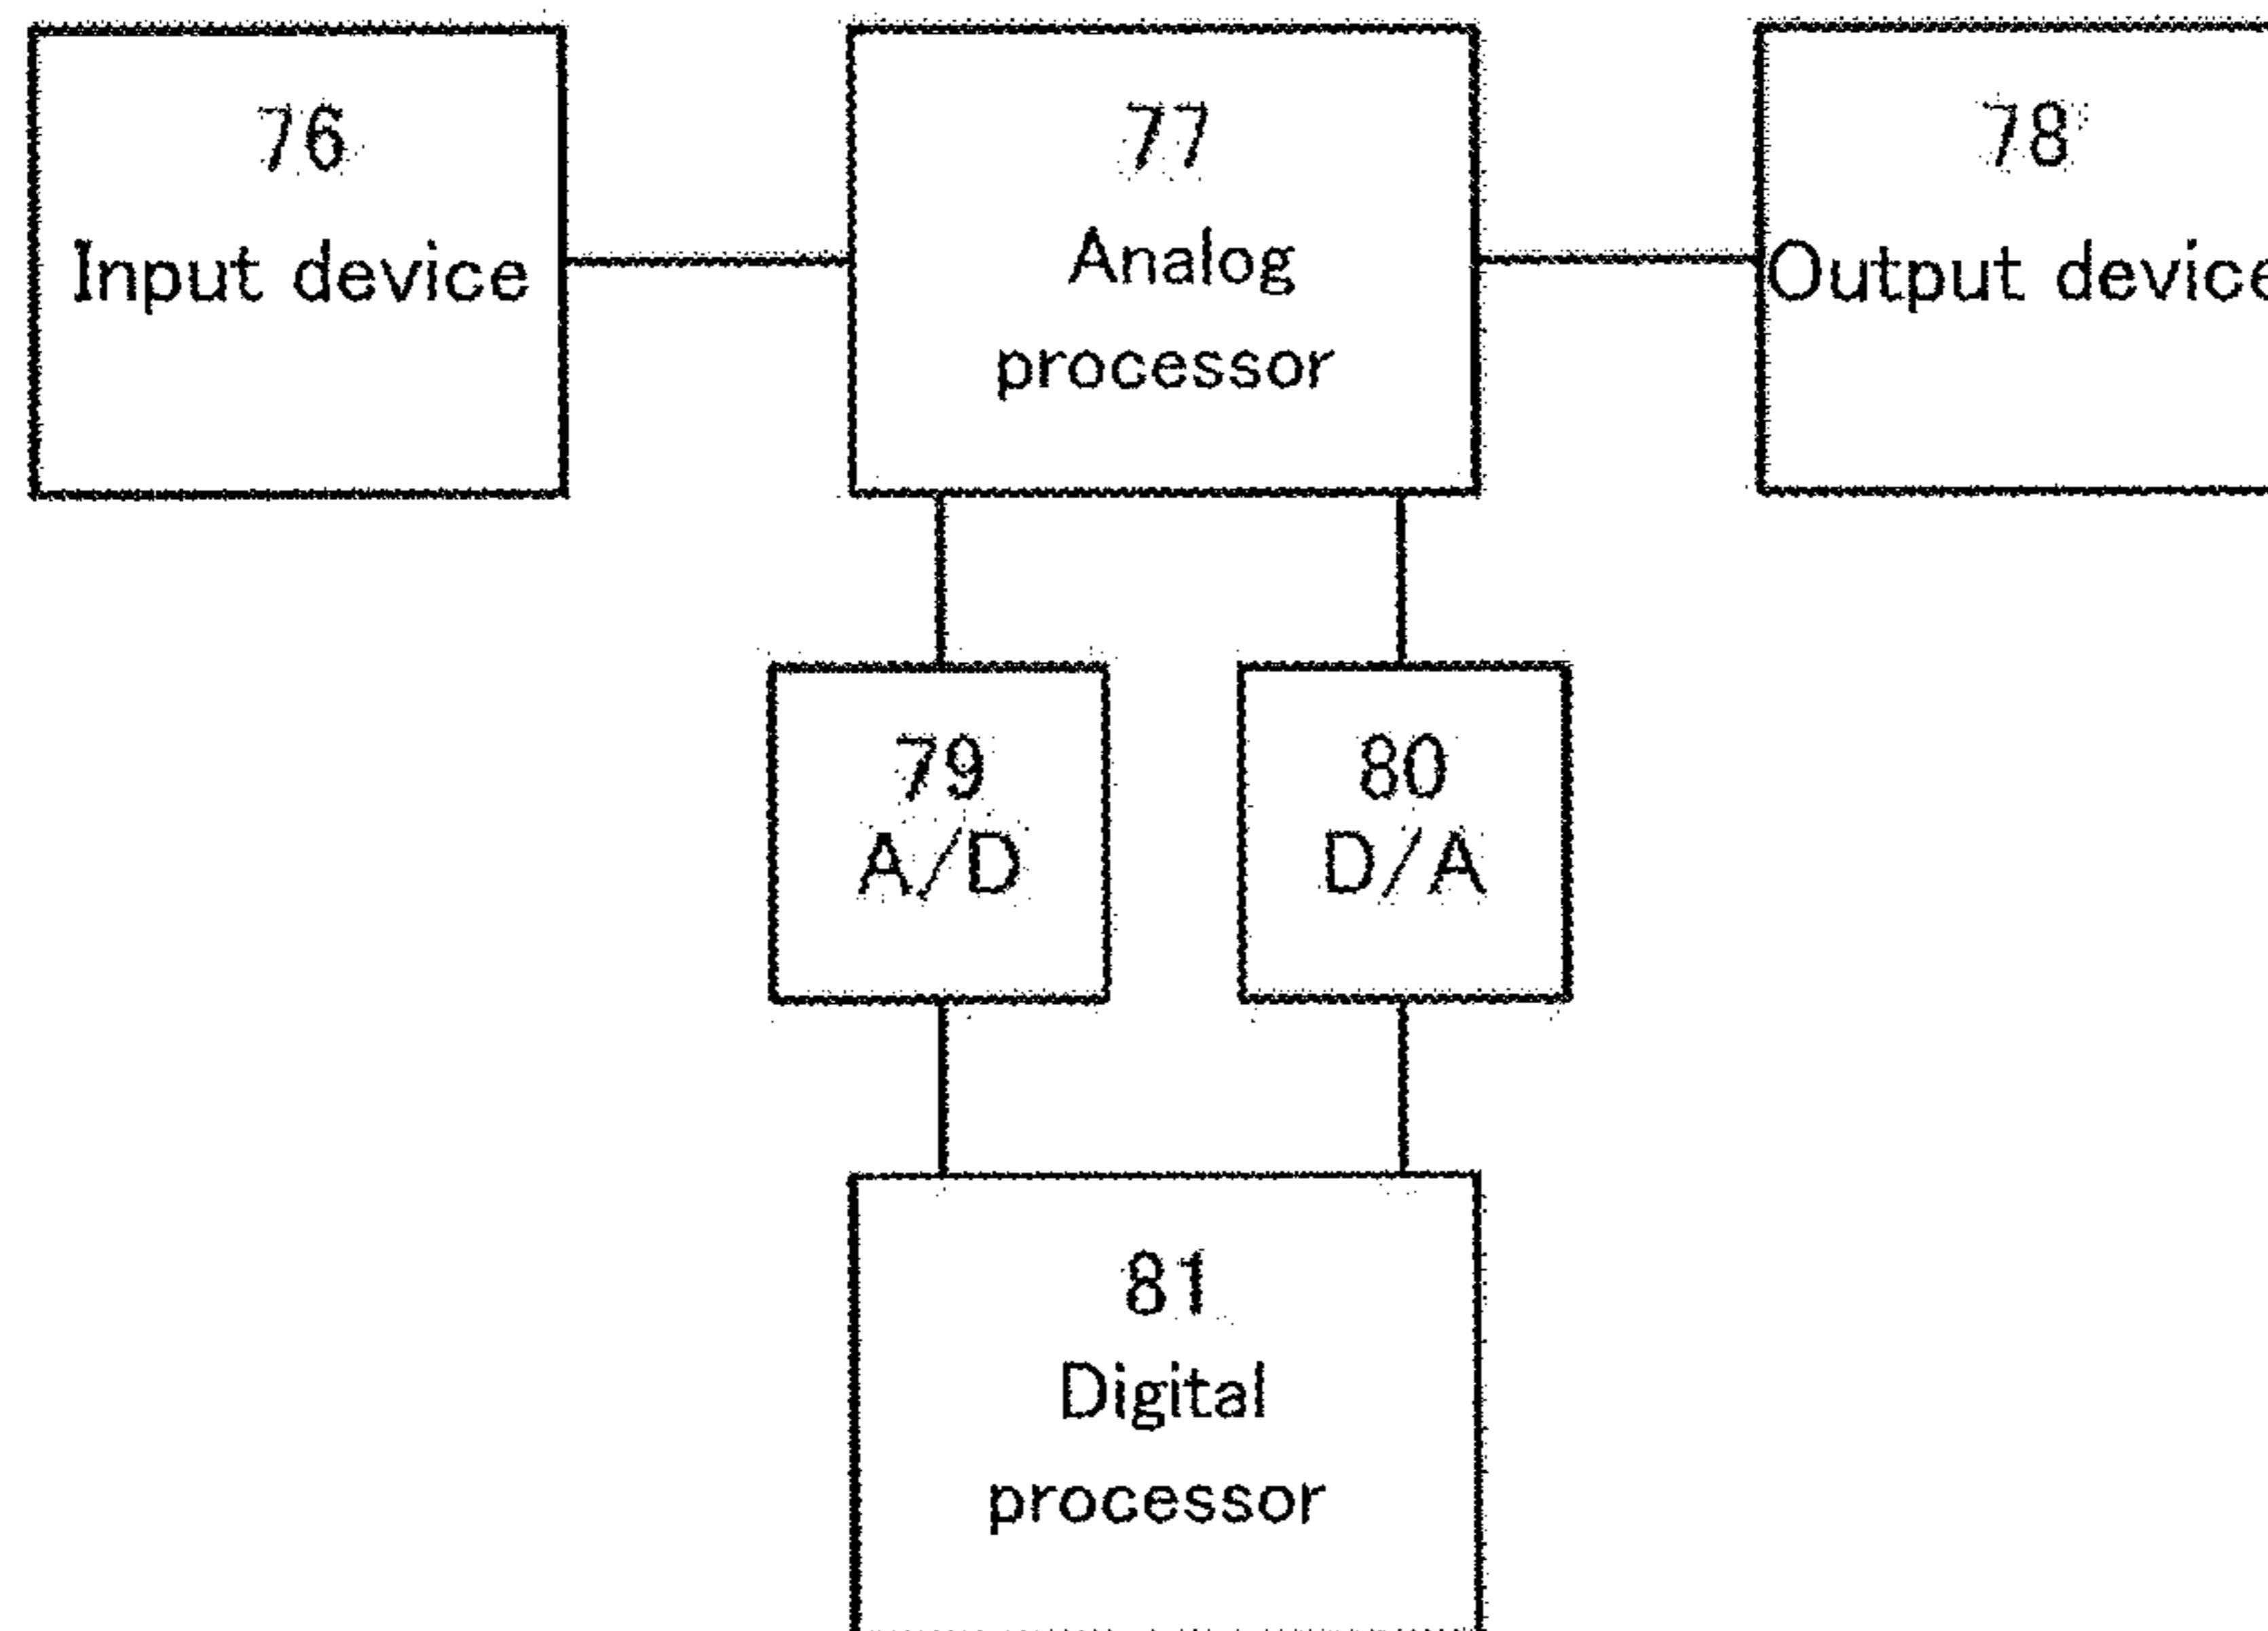 76
Input device
77
Analog
processor
78
Output device
79
A/D
80
D/A
81
Digital
processor